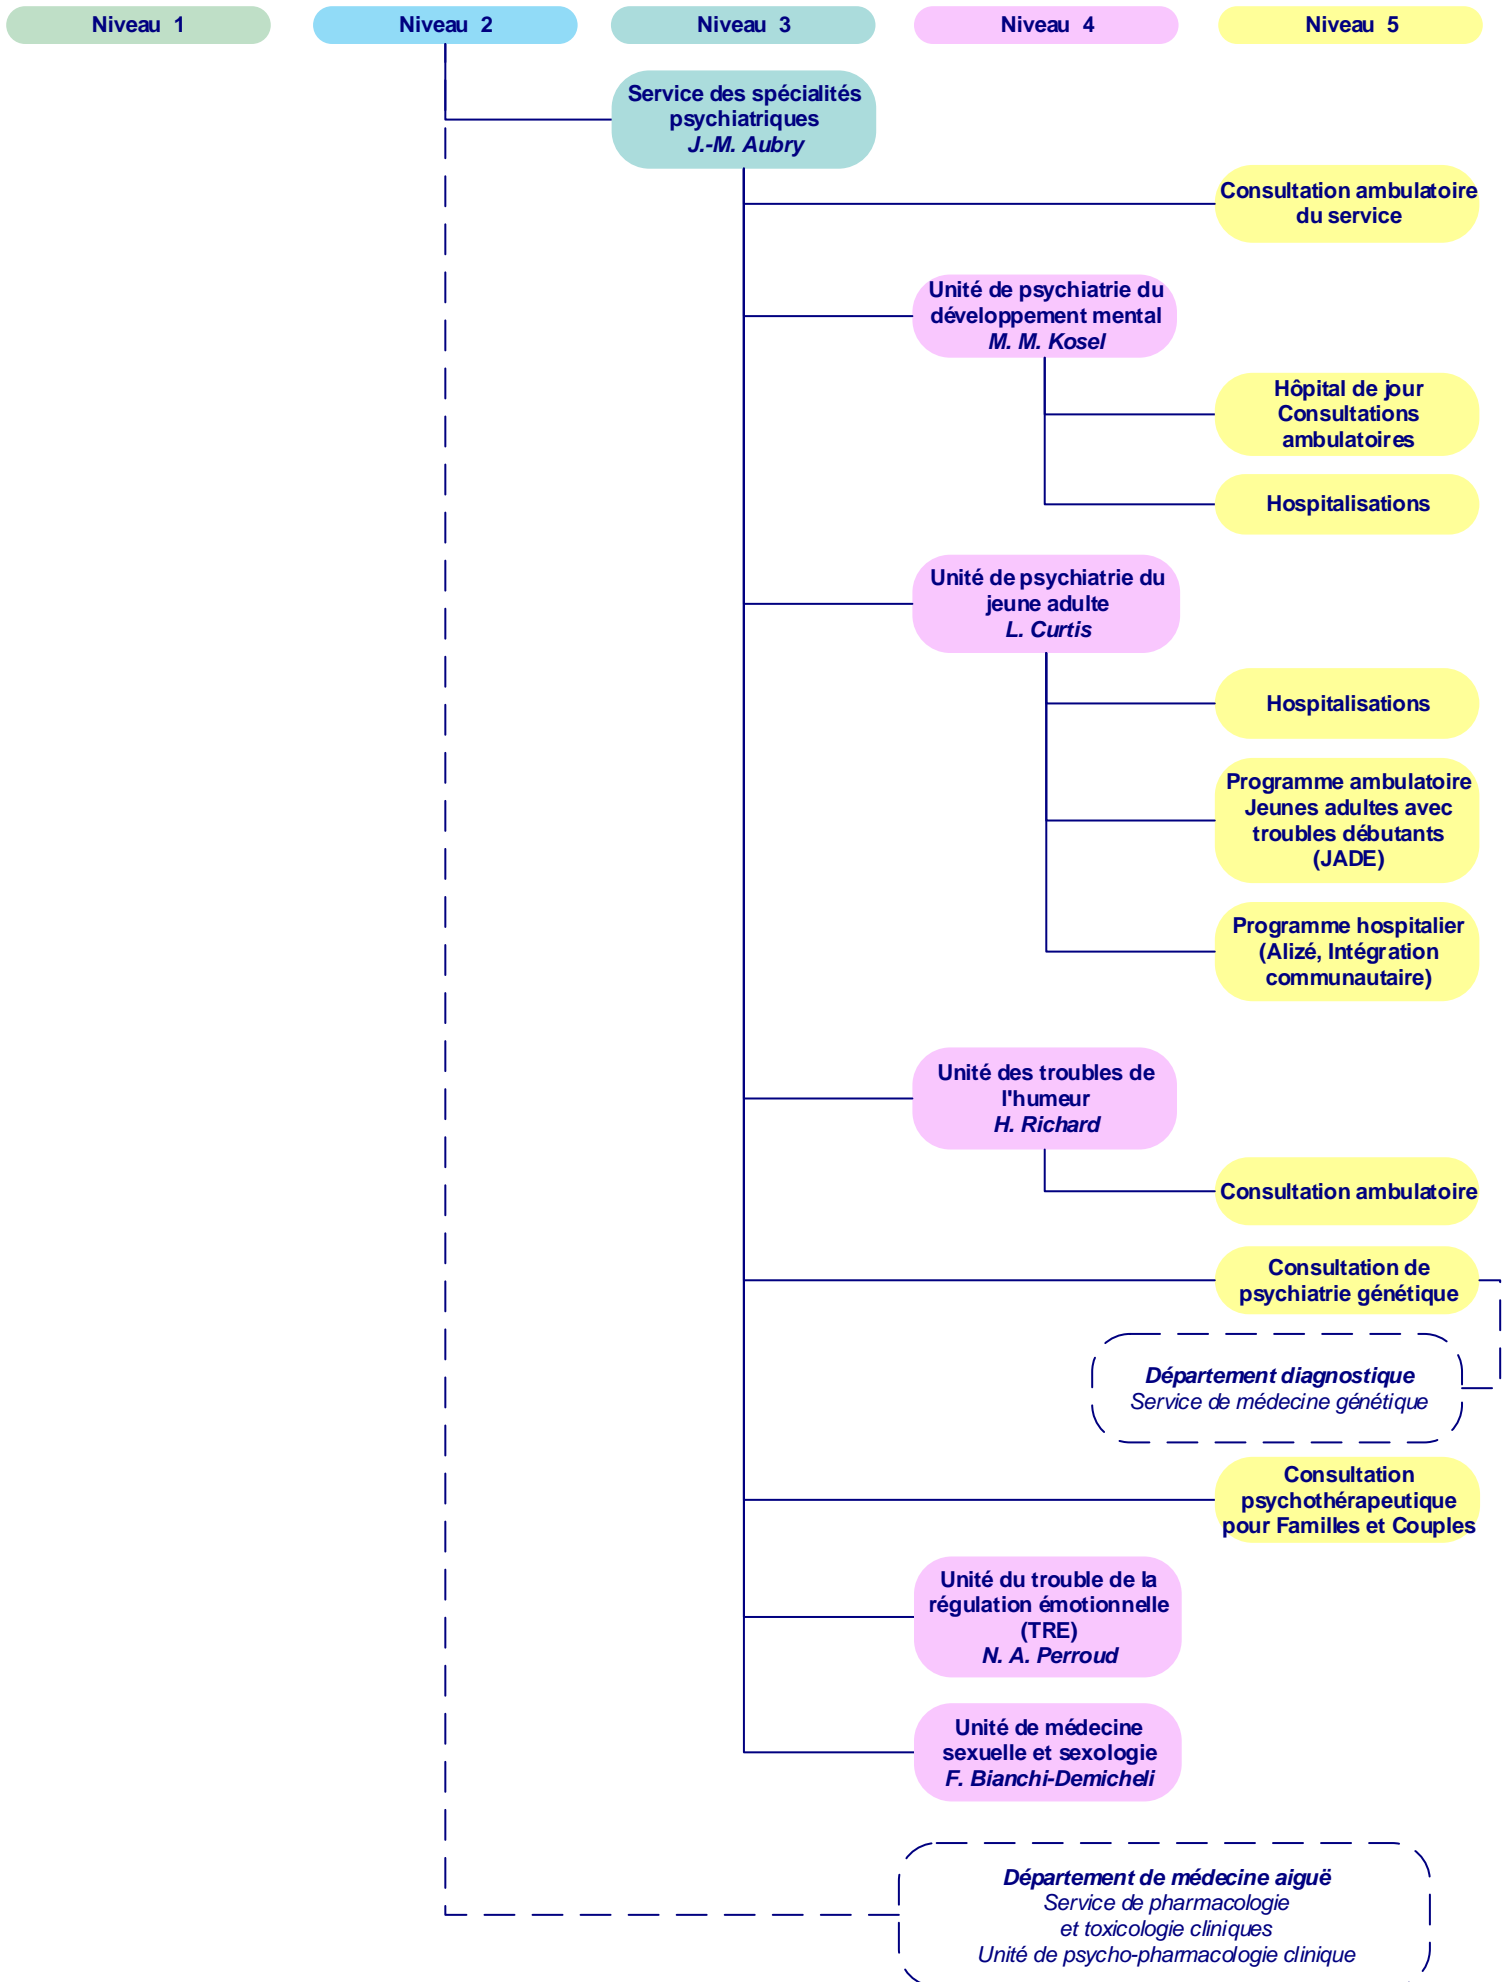 Niveau 1
Niveau 2
Niveau 3
Niveau 4
Niveau 5
Service des spécialités
psychiatriques
J.-M. Aubry
Consultation ambulatoire
du service
Unité de psychiatrie du
développement mental
M. M. Kosel
Hôpital de jour
Consultations
ambulatoires
Hospitalisations
Unité de psychiatrie du
jeune adulte
L. Curtis
Hospitalisations
Programme ambulatoire
Jeunes adultes avec
troubles débutants
(JADE)
Programme hospitalier
(Alizé, Intégration
communautaire)
Unité des troubles de
l'humeur
H. Richard
Consultation ambulatoire
Consultation de
psychiatrie génétique
Département diagnostique
Service de médecine génétique
Consultation
psychothérapeutique
pour Familles et Couples
Unité du trouble de la
régulation émotionnelle
(TRE)
N. A. Perroud
Unité de médecine
sexuelle et sexologie
F. Bianchi-Demicheli
Département de médecine aiguë
Service de pharmacologie
et toxicologie cliniques
Unité de psycho-pharmacologie clinique